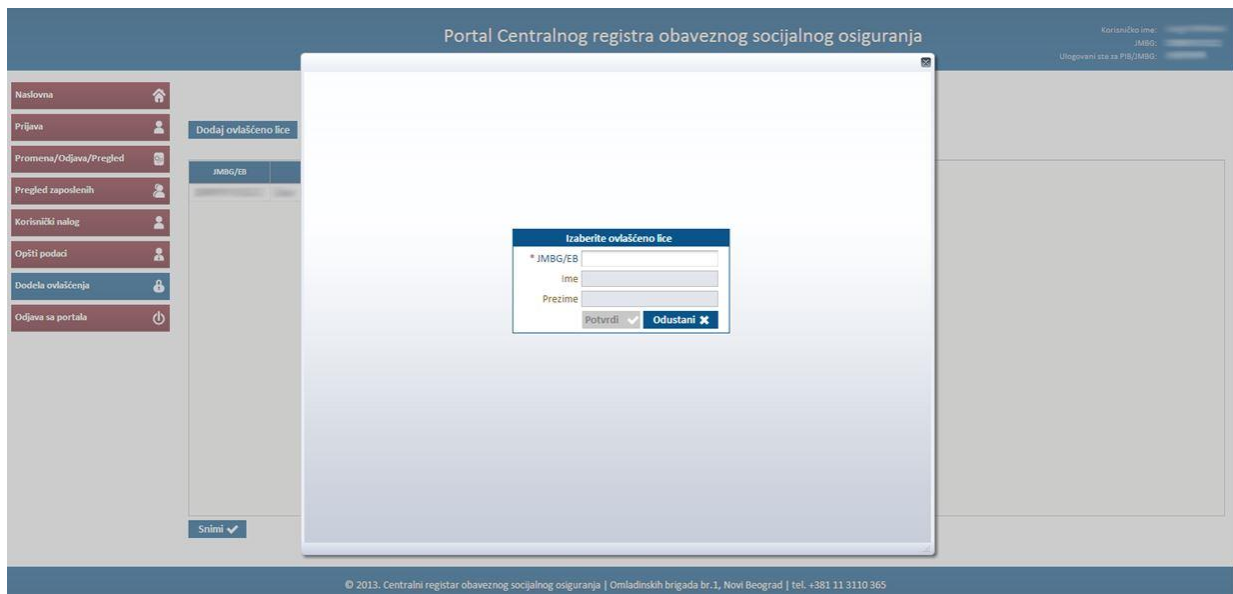 Portal Centralnog registra obaveznog socijalnog osiguranja
Korisničko ime:
JMBG:
Ulogovani ste za PIB/JMBG:
Naslovna
Prijava
Promena/Odjava/Pregled
Pregled zaposlenih
Korisnički nalog
Opšti podaci
Dodela ovlašćenja
Odjava sa portala
Dodaj ovlašćeno lice
JMBG/EB
Izaberite ovlašćeno lice
* JMBG/EB
Ime
Prezime
Potvrdi
Odustani
Snimi
© 2013. Centralni registar obaveznog socijalnog osiguranja | Omladinskih brigada br.1, Novi Beograd | tel. +381 11 3110 365